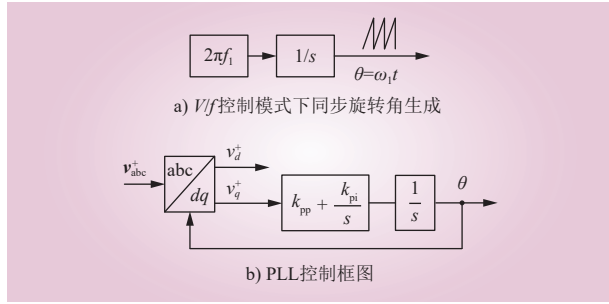 2πf₁
1/s
θ=ω₁t
a) V/f控制模式下同步旋转角生成
v⁺abc
abc
dq
v⁺d
v⁺q
kpp + kpi/s
1/s
θ
b) PLL控制框图